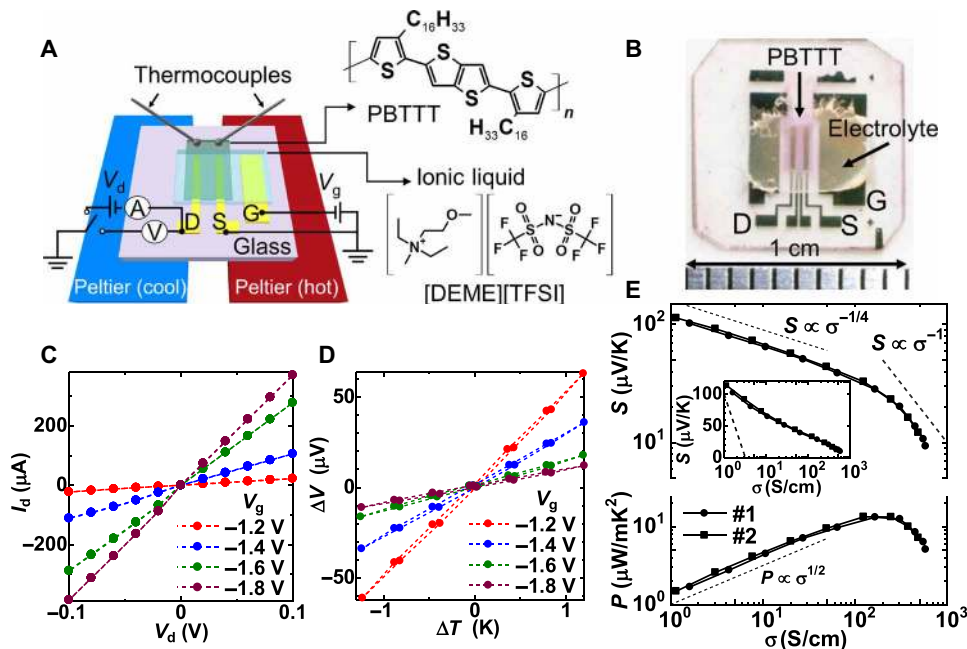 A
Thermocouples
C₁₆H₃₃
S
S
S
S
n
PBTTT
H₃₃C₁₆
Vd
A
V
D
S
G
Vg
Glass
Peltier (cool)
Peltier (hot)
Ionic liquid
O
N
+
F
F
F
O
O
S
N⁻
O
O
S
F
F
F
[DEME][TFSI]
B
PBTTT
Electrolyte
D
S
G
1 cm
C
Id (μA)
200
0
−200
−0.1
0.0
0.1
Vd (V)
Vg
−1.2 V
−1.4 V
−1.6 V
−1.8 V
D
ΔV (μV)
50
0
−50
−1
0
1
ΔT (K)
Vg
−1.2 V
−1.4 V
−1.6 V
−1.8 V
E
S (μV/K)
10²
10¹
S ∝ σ⁻¹/⁴
S ∝ σ⁻¹
S (μV/K)
100
50
0
10⁰
10¹
10²
10³
σ (S/cm)
P (μW/mK²)
10¹
10⁰
#1
#2
P ∝ σ¹/²
10⁰
10¹
10²
10³
σ (S/cm)